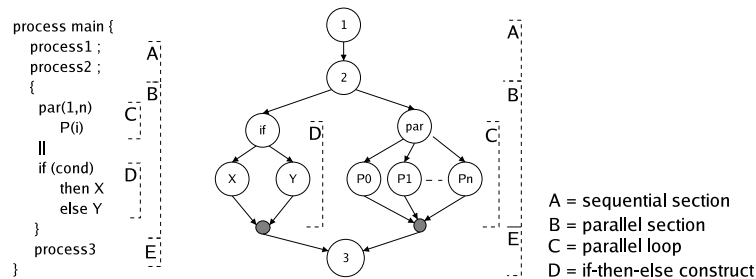 process main {
process1 ;
process2 ;
{
par(1,n)
P(i)
||
if (cond)
then X
else Y
}
process3
}
A
B
C
D
E
1
2
if
par
X
Y
P0
P1
Pn
3
D
C
A
B
E
A = sequential section
B = parallel section
C = parallel loop
D = if-then-else construct